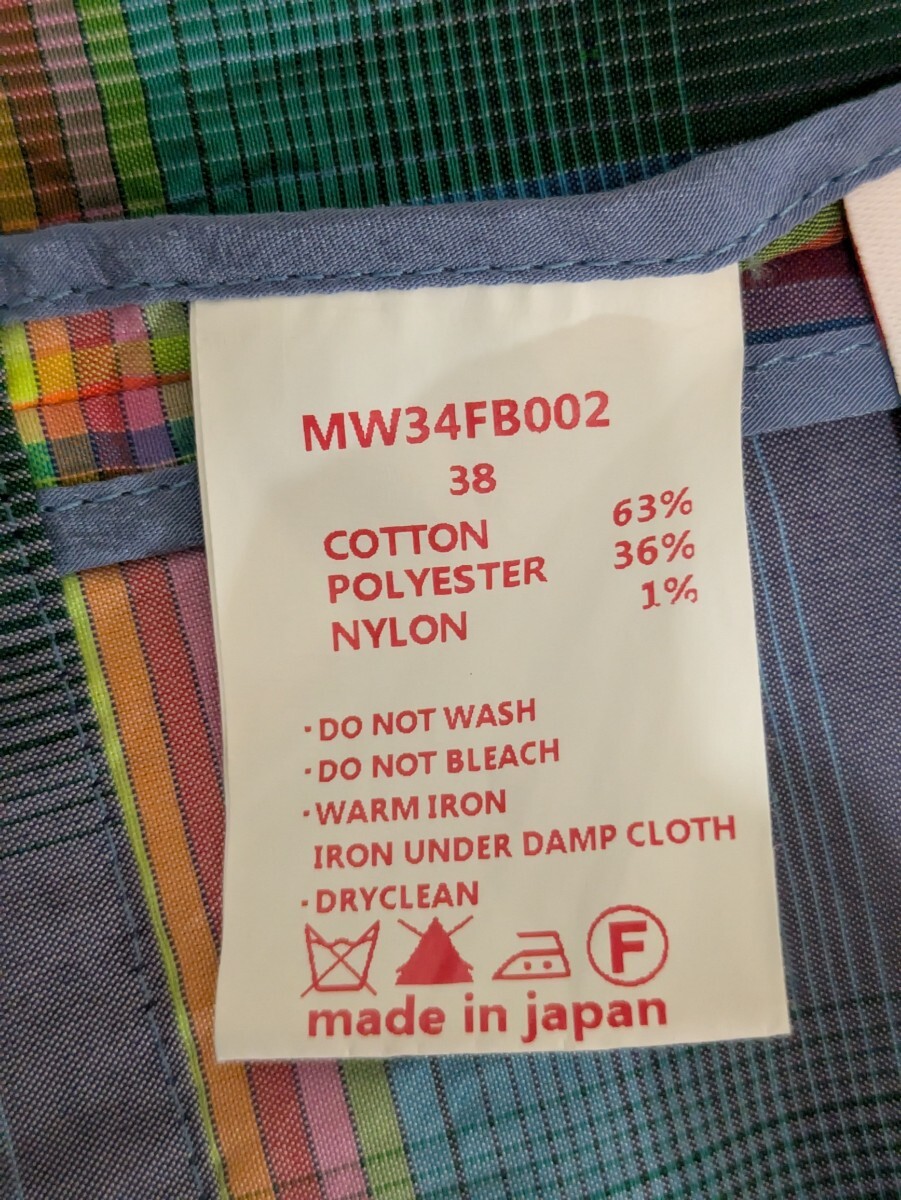 MW34FB002
38
COTTON 63%
POLYESTER 36%
NYLON 1%
·DO NOT WASH
·DO NOT BLEACH
·WARM IRON
IRON UNDER DAMP CLOTH
·DRYCLEAN
F
made in japan